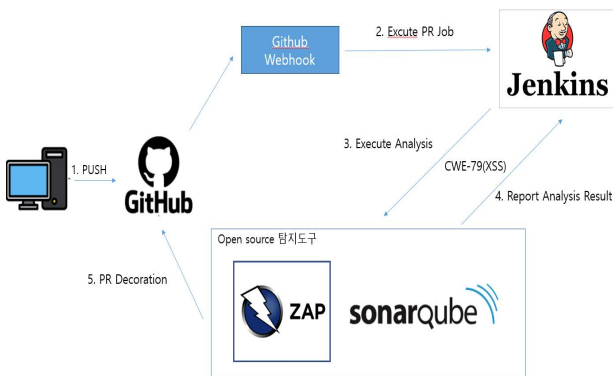 Github
Webhook
2. Excute PR Job
Jenkins
1. PUSH
GitHub
3. Execute Analysis
CWE-79(XSS)
4. Report Analysis Result
5. PR Decoration
Open source 탐지도구
ZAP
sonarqube